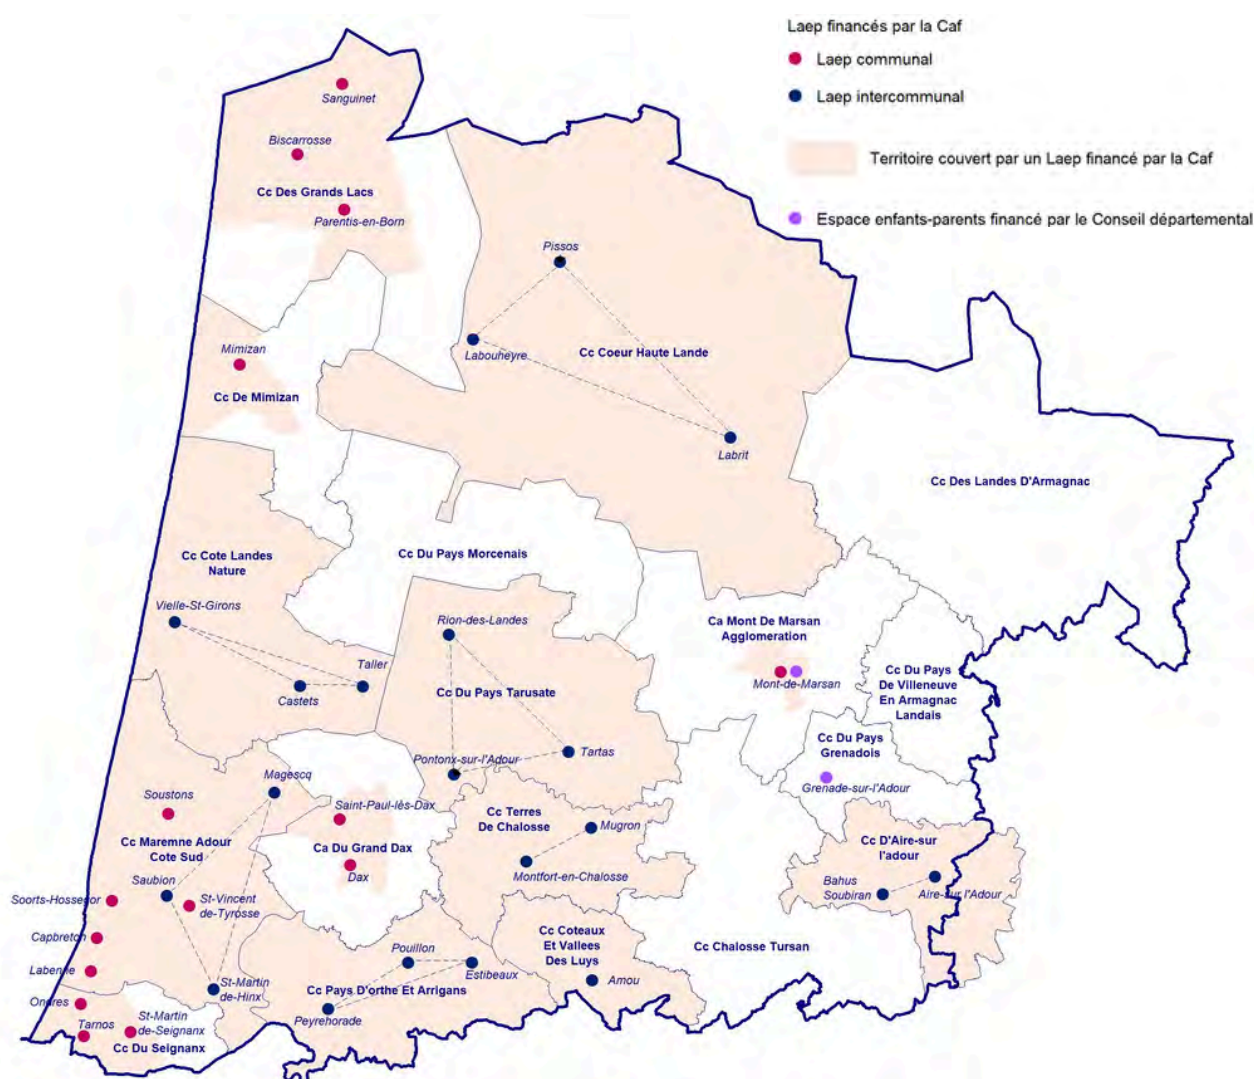 Laep financés par la Caf
Laep communal
Laep intercommunal
Territoire couvert par un Laep financé par la Caf
Espace enfants-parents financé par le Conseil départemental
Sanguinet
Biscarrosse
Cc Des Grands Lacs
Parentis-en-Born
Pissos
Mimizan
Labouheyre
Cc Coeur Haute Lande
Cc De Mimizan
Labrit
Cc Des Landes D'Armagnac
Cc Cote Landes
Nature
Cc Du Pays Morcenais
Vielle-St-Girons
Rion-des-Landes
Ca Mont De Marsan
Agglomeration
Taller
Castets
Cc Du Pays Tarusate
Mont-de-Marsan
Cc Du Pays
De Villeneuve
En Armagnac
Landais
Cc Du Pays
Grenadois
Pontonx-sur-l'Adour
Tartas
Magescq
Grenade-sur-l'Adour
Soustons
Saint-Paul-lès-Dax
Cc Terres
De Chalosse
Mugron
Cc Maremne Adour
Cote Sud
Ca Du Grand Dax
Cc D'Aire-sur
l'adour
Dax
Montfort-en-Chalosse
Saubion
Bahus
Soubiran
Aire-sur l'Adour
Soorts-Hossegor
St-Vincent
de-Tyrosse
Capbreton
Cc Coteaux
Et Vallees
Des Luys
Cc Chalosse Tursan
Pouillon
Labenne
Estibeaux
St-Martin
de-Hinx
Cc Pays D'orthe Et Arrigans
Amou
Ondres
Peyrehorade
Tarnos
St-Martin
de-Seignanx
Cc Du Seignanx